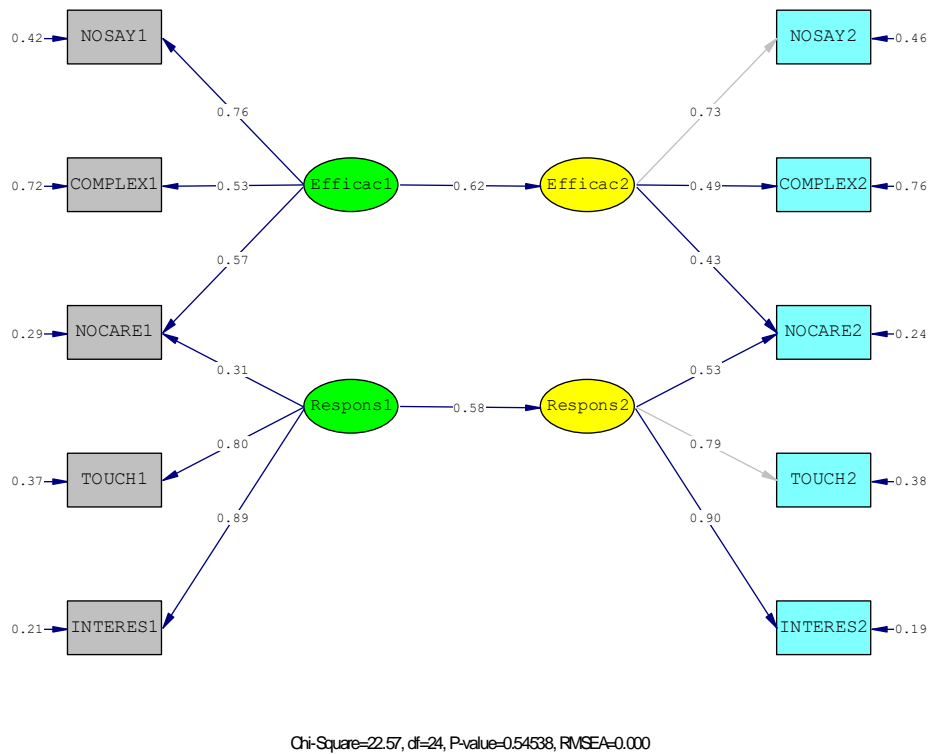 0.42 NOSAY1 NOSAY2 0.46
0.76 0.73
0.72 COMPLEX1 0.53 Efficac1 0.62 Efficac2 0.49 COMPLEX2 0.76
0.57 0.43
0.29 NOCARE1 NOCARE2 0.24
0.31 0.53
Respons1 0.58 Respons2
0.80 0.79
0.37 TOUCH1 TOUCH2 0.38
0.89 0.90
0.21 INTERES1 INTERES2 0.19
Chi-Square=22.57, df=24, P-value=0.54538, RMSEA=0.000